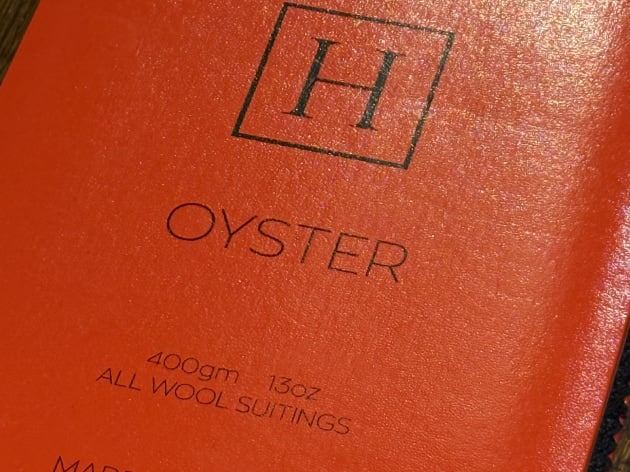 H
OYSTER
400gm 13oz
ALL WOOL SUITINGS